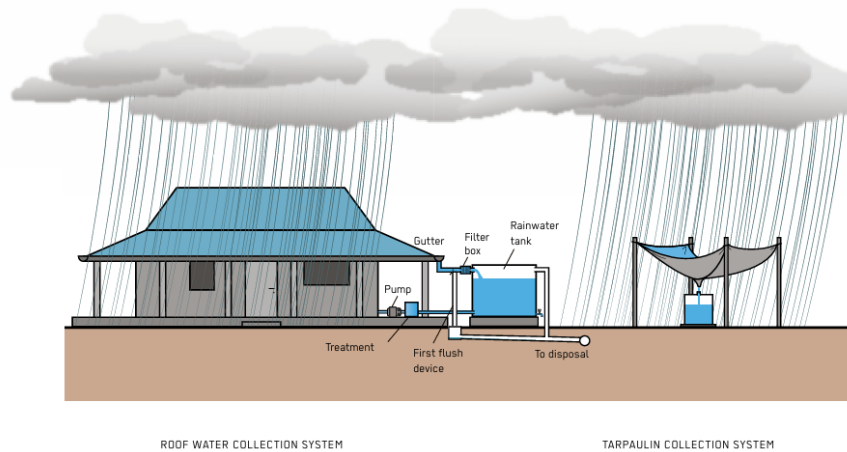 Gutter
Filter
box
Rainwater
tank
Pump
Treatment
First flush
device
To disposal
ROOF WATER COLLECTION SYSTEM
TARPAULIN COLLECTION SYSTEM